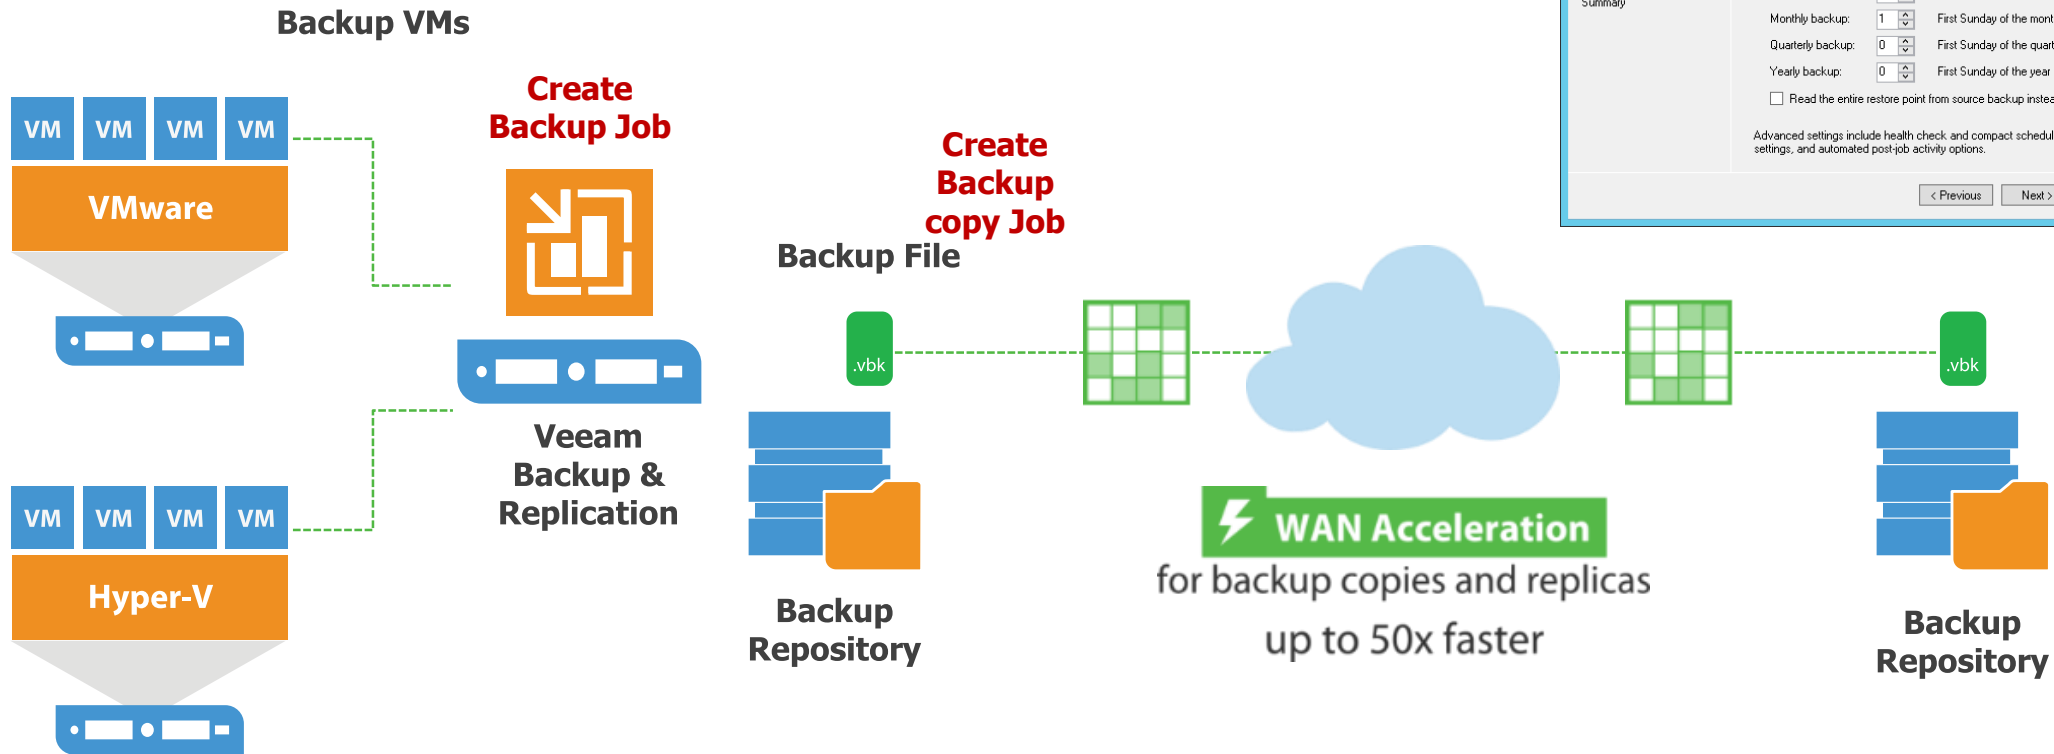 Backup VMs
Create
Backup Job
VM VM VM VM
VMware
Create
Backup
copy Job
Backup File
.vbk
.vbk
Veeam
Backup &
Replication
VM VM VM VM
Hyper-V
Backup
Repository
WAN Acceleration
for backup copies and replicas
up to 50x faster
Backup
Repository
Summary
Monthly backup: 1 First Sunday of the mont
Quarterly backup: 0 First Sunday of the quart
Yearly backup: 0 First Sunday of the year
Read the entire restore point from source backup instea
Advanced settings include health check and compact schedul
settings, and automated post-job activity options.
< Previous Next >